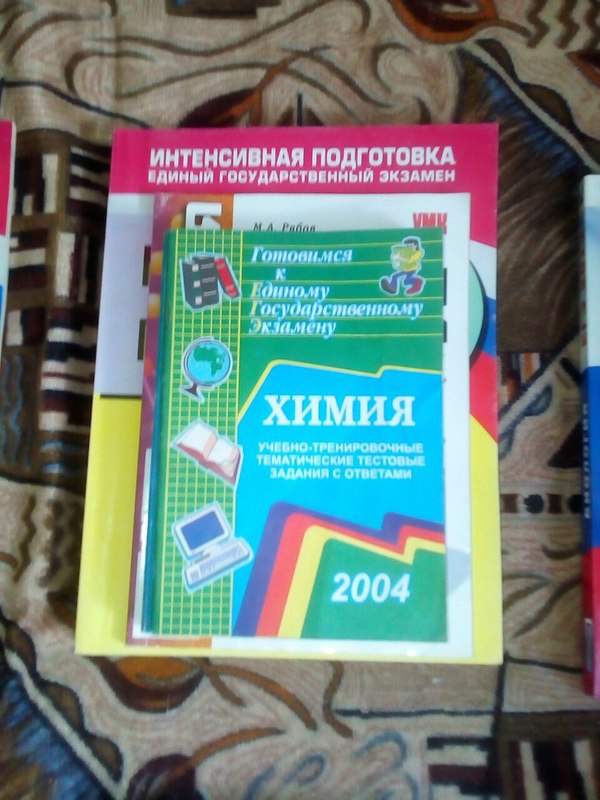 ИНТЕНСИВНАЯ ПОДГОТОВКА
ЕДИНЫЙ ГОСУДАРСТВЕННЫЙ ЭКЗАМЕН
М.А. Рябов
УМК
Готовимся
к
Единому
Государственному
Экзамену
ХИМИЯ
УЧЕБНО-ТРЕНИРОВОЧНЫЕ
ТЕМАТИЧЕСКИЕ ТЕСТОВЫЕ
ЗАДАНИЯ С ОТВЕТАМИ
2004